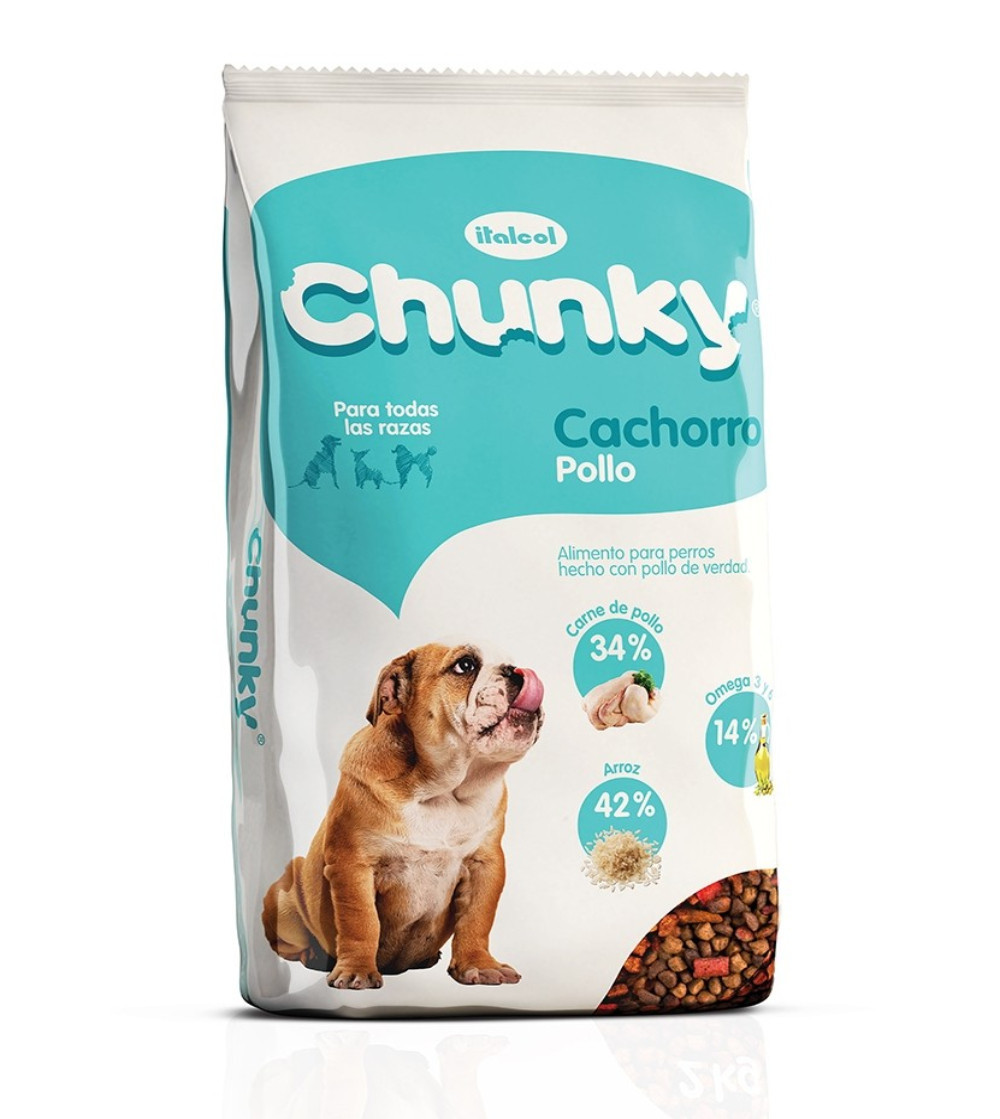 italcol
Chunky
®
Para todas
las razas
Cachorro
Pollo
Alimento para perros
hecho con pollo de verdad.
Carne de pollo
34%
Omega 3 y 6
14%
Arroz
42%
Chunky
®
2kg